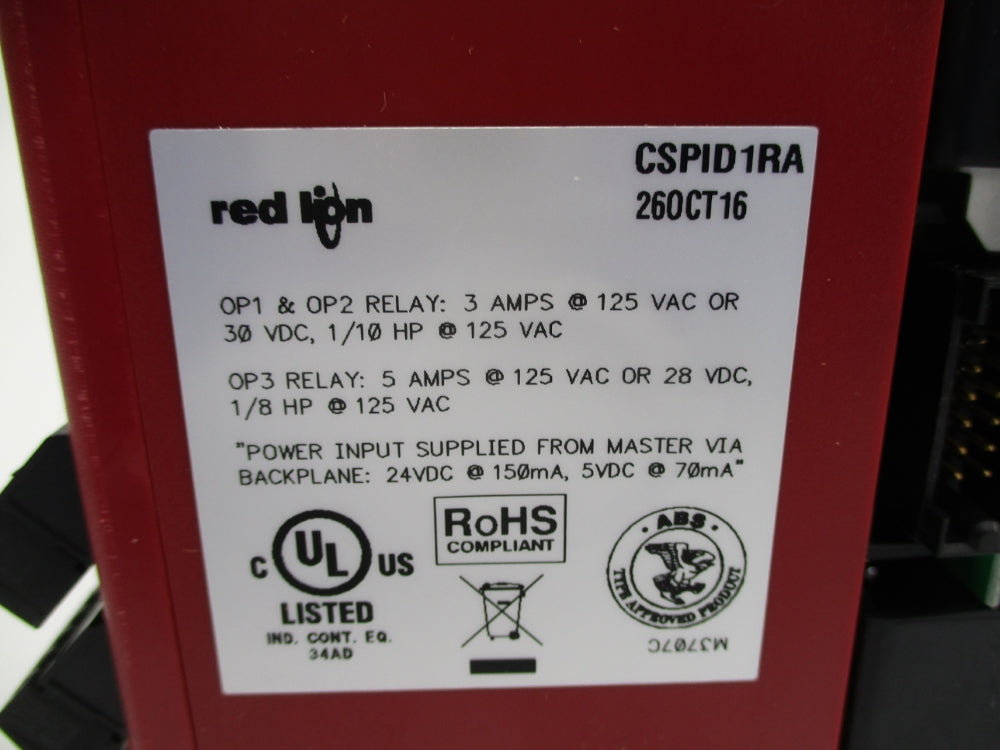 CSPID1RA
red lion
26OCT16
OP1 & OP2 RELAY: 3 AMPS @ 125 VAC OR
30 VDC, 1/10 HP @ 125 VAC
OP3 RELAY: 5 AMPS @ 125 VAC OR 28 VDC,
1/8 HP @ 125 VAC
"POWER INPUT SUPPLIED FROM MASTER VIA
BACKPLANE: 24VDC @ 150mA, 5VDC @ 70mA"
C UL US
LISTED
IND. CONT. EQ.
34AD
RoHS
COMPLIANT
ABS
TYPE APPROVED PRODUCT
M3707C